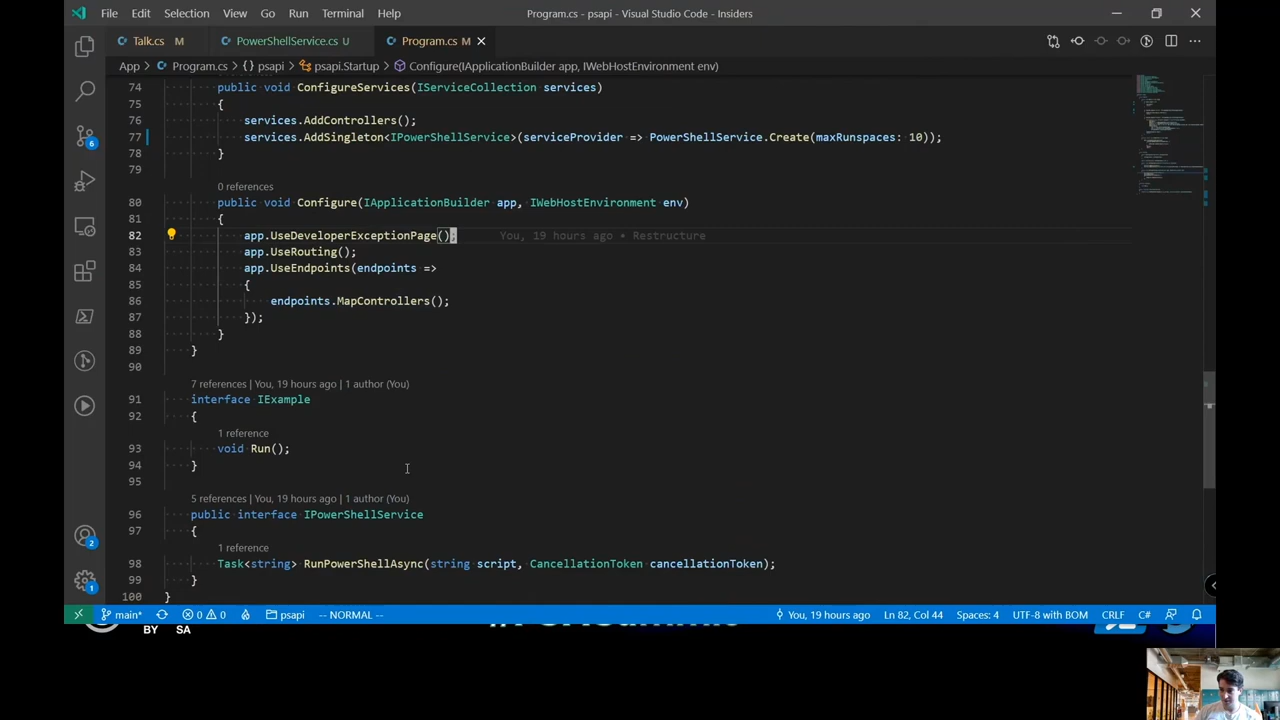 File Edit Selection View Go Run Terminal Help Program.cs - psapi - Visual Studio Code - Insiders
Talk.cs M PowerShellService.cs U Program.cs M
App > Program.cs > {} psapi > psapi.Startup > Configure(IApplicationBuilder app, IWebHostEnvironment env)
74 public void ConfigureServices(IServiceCollection services)
75 {
76 services.AddControllers();
77 services.AddSingleton<IPowerShellService>(serviceProvider => PowerShellService.Create(maxRunspaces: 10));
78 }
79
0 references
80 public void Configure(IApplicationBuilder app, IWebHostEnvironment env)
81 {
82 app.UseDeveloperExceptionPage(); You, 19 hours ago • Restructure
83 app.UseRouting();
84 app.UseEndpoints(endpoints =>
85 {
86 endpoints.MapControllers();
87 });
88 }
89 }
90
7 references | You, 19 hours ago | 1 author (You)
91 interface IExample
92 {
1 reference
93 void Run();
94 }
95
5 references | You, 19 hours ago | 1 author (You)
96 public interface IPowerShellService
97 {
1 reference
98 Task<string> RunPowerShellAsync(string script, CancellationToken cancellationToken);
99 }
100 }
6
2
1
main* 0 0 psapi -- NORMAL -- You, 19 hours ago Ln 82, Col 44 Spaces: 4 UTF-8 with BOM CRLF C#
BY SA